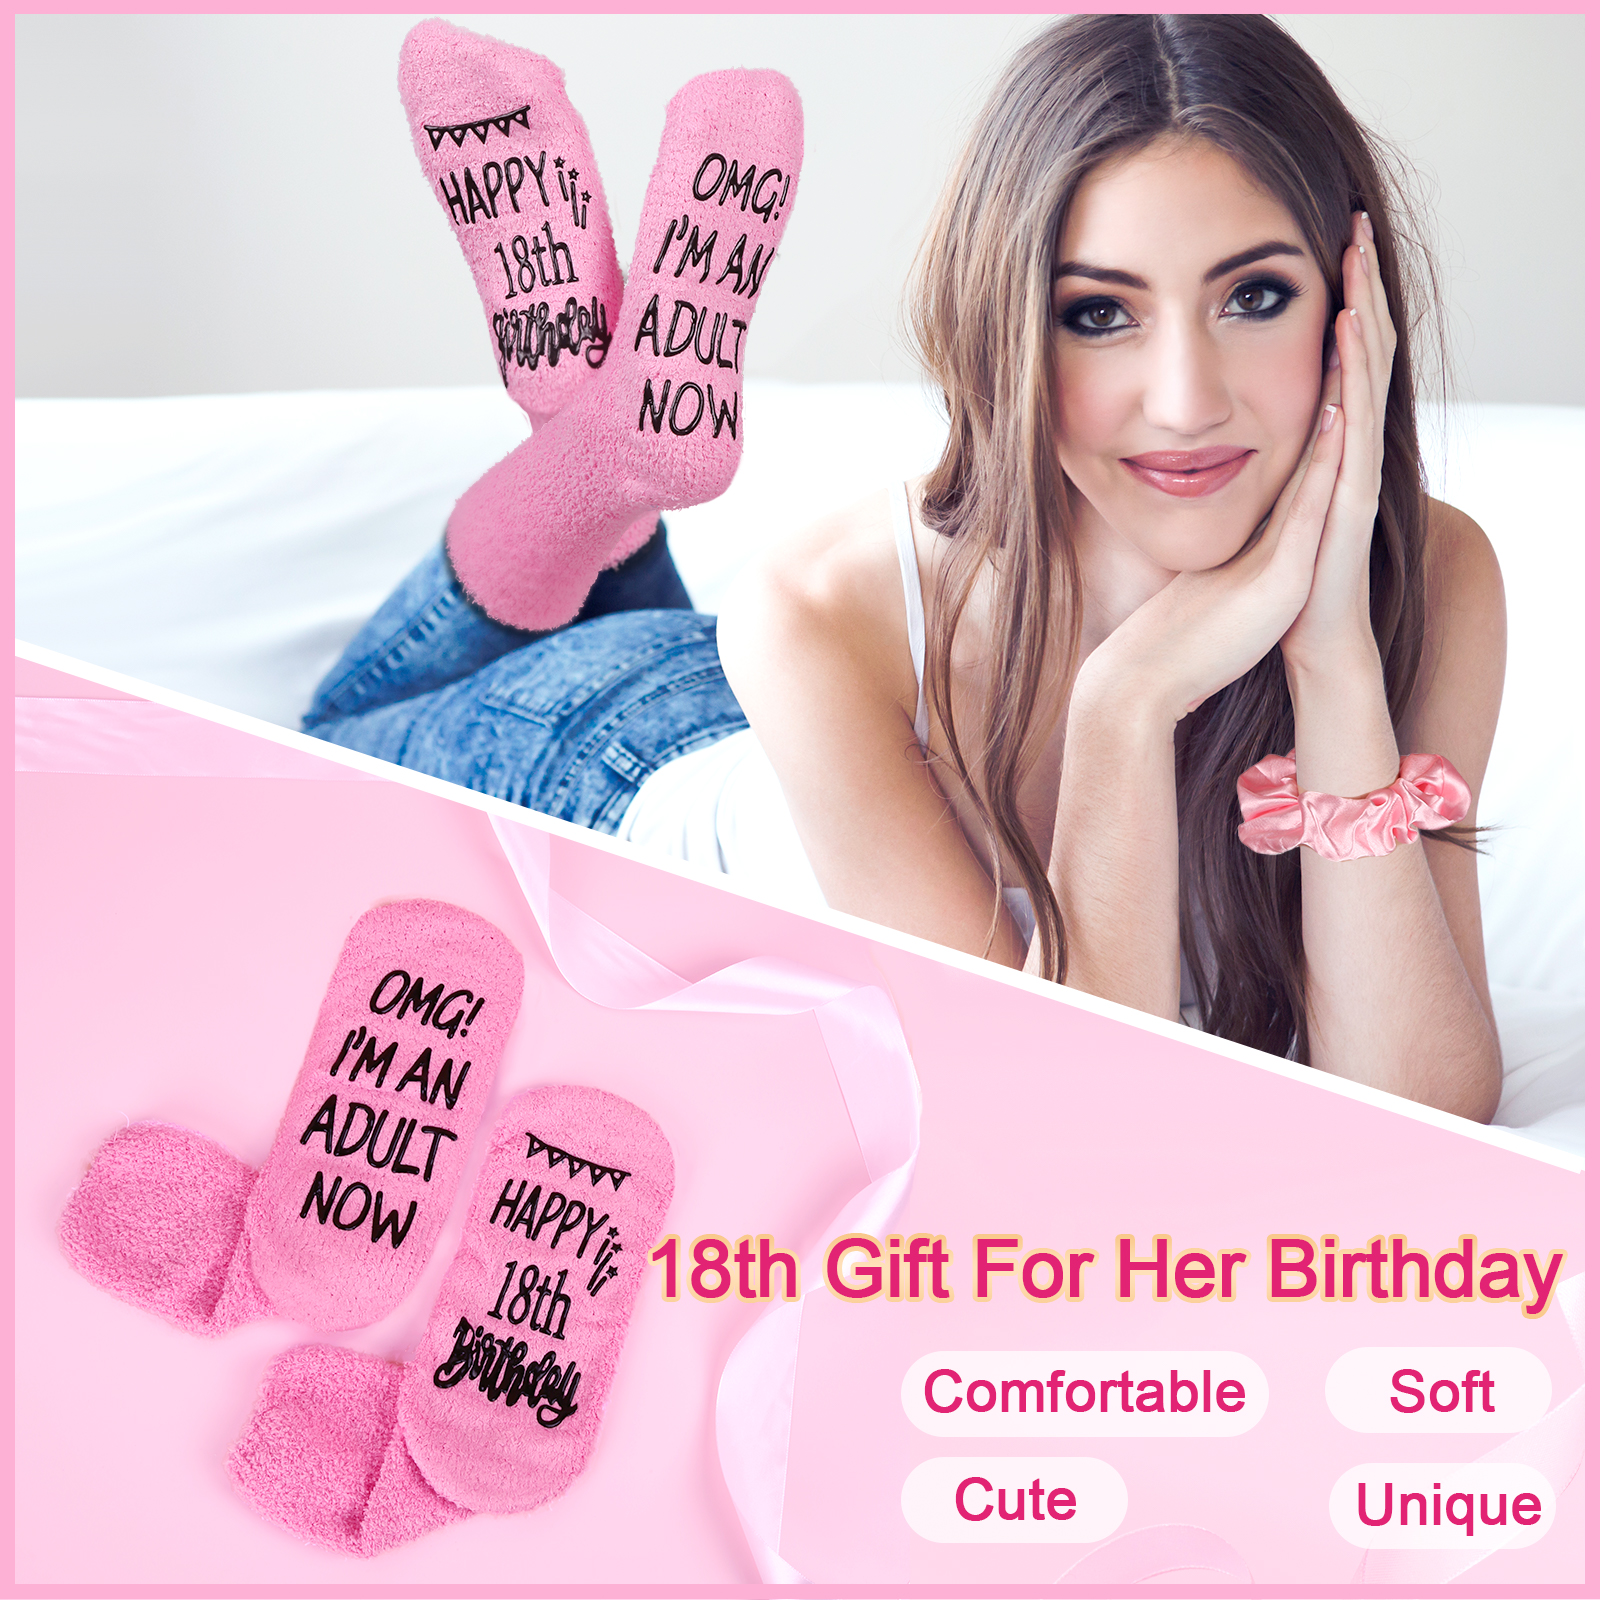 HAPPY
18th
Birthday
OMG!
I'M AN
ADULT
NOW
OMG!
I'M AN
ADULT
NOW
HAPPY
18th
Birthday
18th Gift For Her Birthday
Comfortable
Soft
Cute
Unique